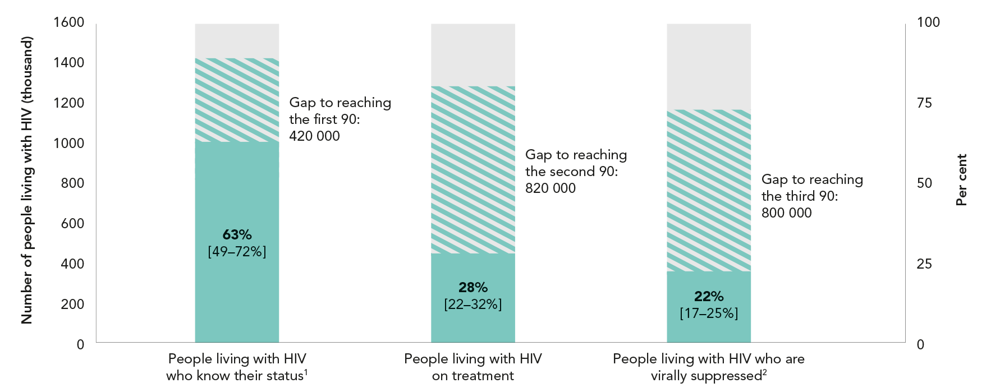 Number of people living with HIV (thousand)
1600
1400
1200
1000
800
600
400
200
0
63%
[49–72%]
Gap to reaching
the first 90:
420 000
28%
[22–32%]
Gap to reaching
the second 90:
820 000
22%
[17–25%]
Gap to reaching
the third 90:
800 000
100
75
50
25
0
Per cent
People living with HIV
who know their status¹
People living with HIV
on treatment
People living with HIV who are
virally suppressed²